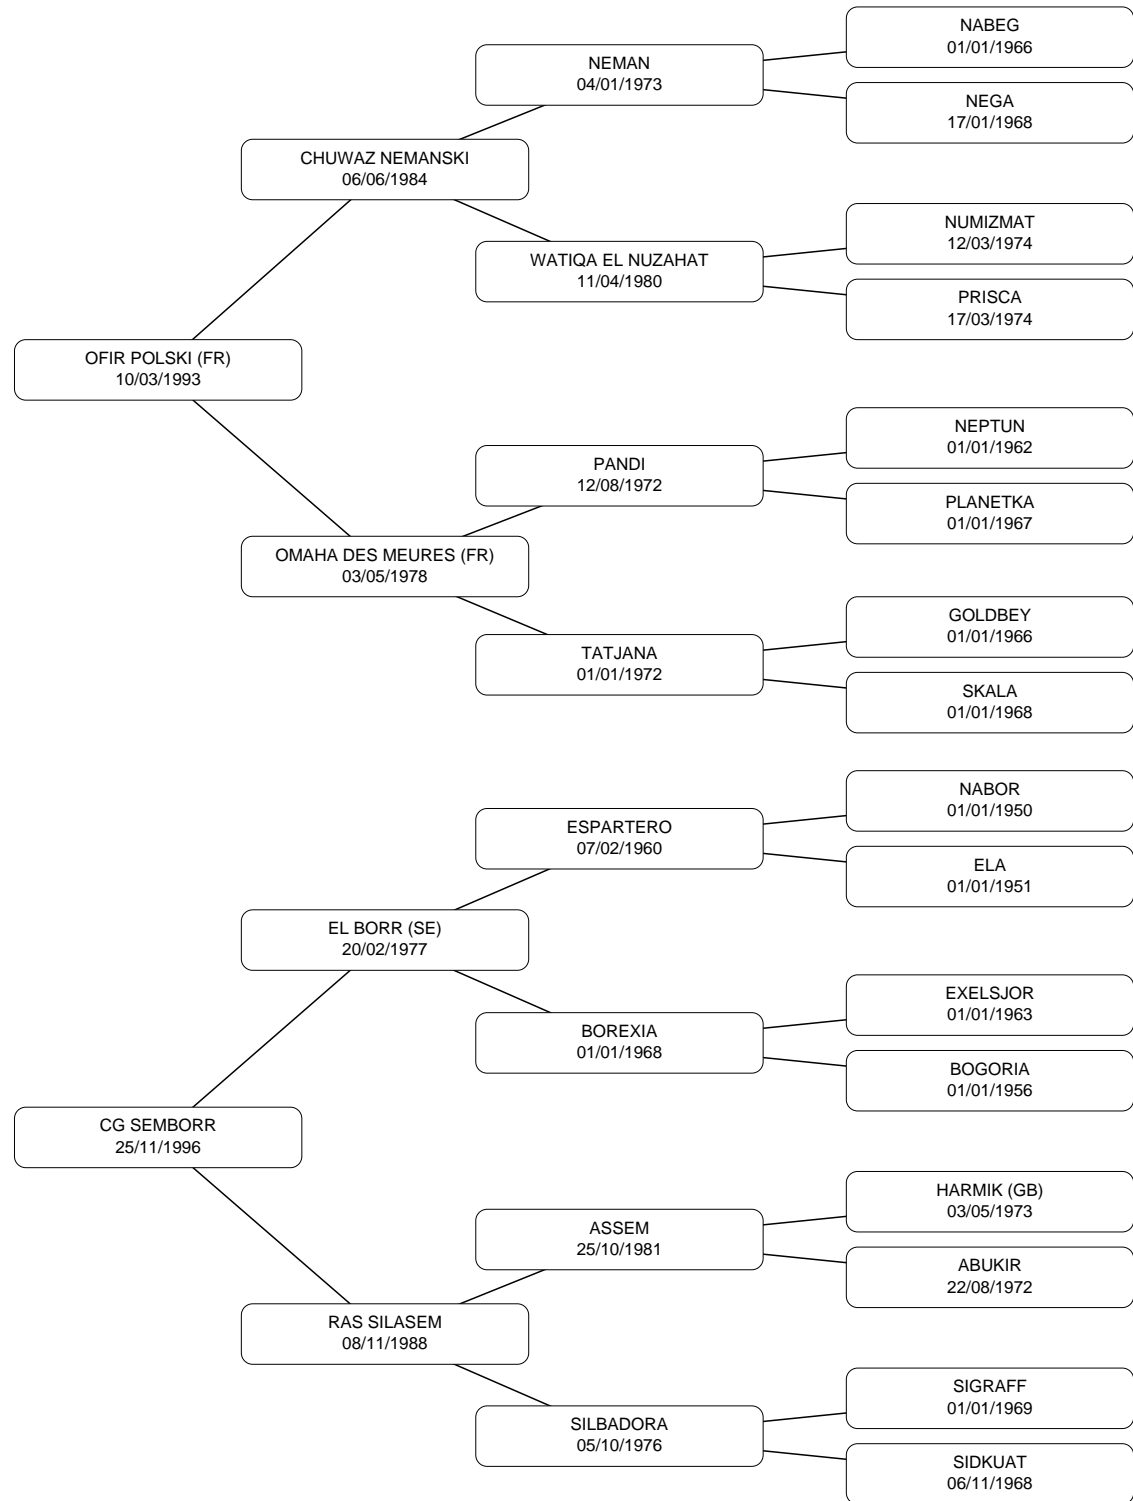 NABEG
01/01/1966
NEMAN
04/01/1973
NEGA
17/01/1968
CHUWAZ NEMANSKI
06/06/1984
NUMIZMAT
12/03/1974
WATIQA EL NUZAHAT
11/04/1980
PRISCA
17/03/1974
OFIR POLSKI (FR)
10/03/1993
NEPTUN
01/01/1962
PANDI
12/08/1972
PLANETKA
01/01/1967
OMAHA DES MEURES (FR)
03/05/1978
GOLDBEY
01/01/1966
TATJANA
01/01/1972
SKALA
01/01/1968
NABOR
01/01/1950
ESPARTERO
07/02/1960
ELA
01/01/1951
EL BORR (SE)
20/02/1977
EXELSJOR
01/01/1963
BOREXIA
01/01/1968
BOGORIA
01/01/1956
CG SEMBORR
25/11/1996
HARMIK (GB)
03/05/1973
ASSEM
25/10/1981
ABUKIR
22/08/1972
RAS SILASEM
08/11/1988
SIGRAFF
01/01/1969
SILBADORA
05/10/1976
SIDKUAT
06/11/1968